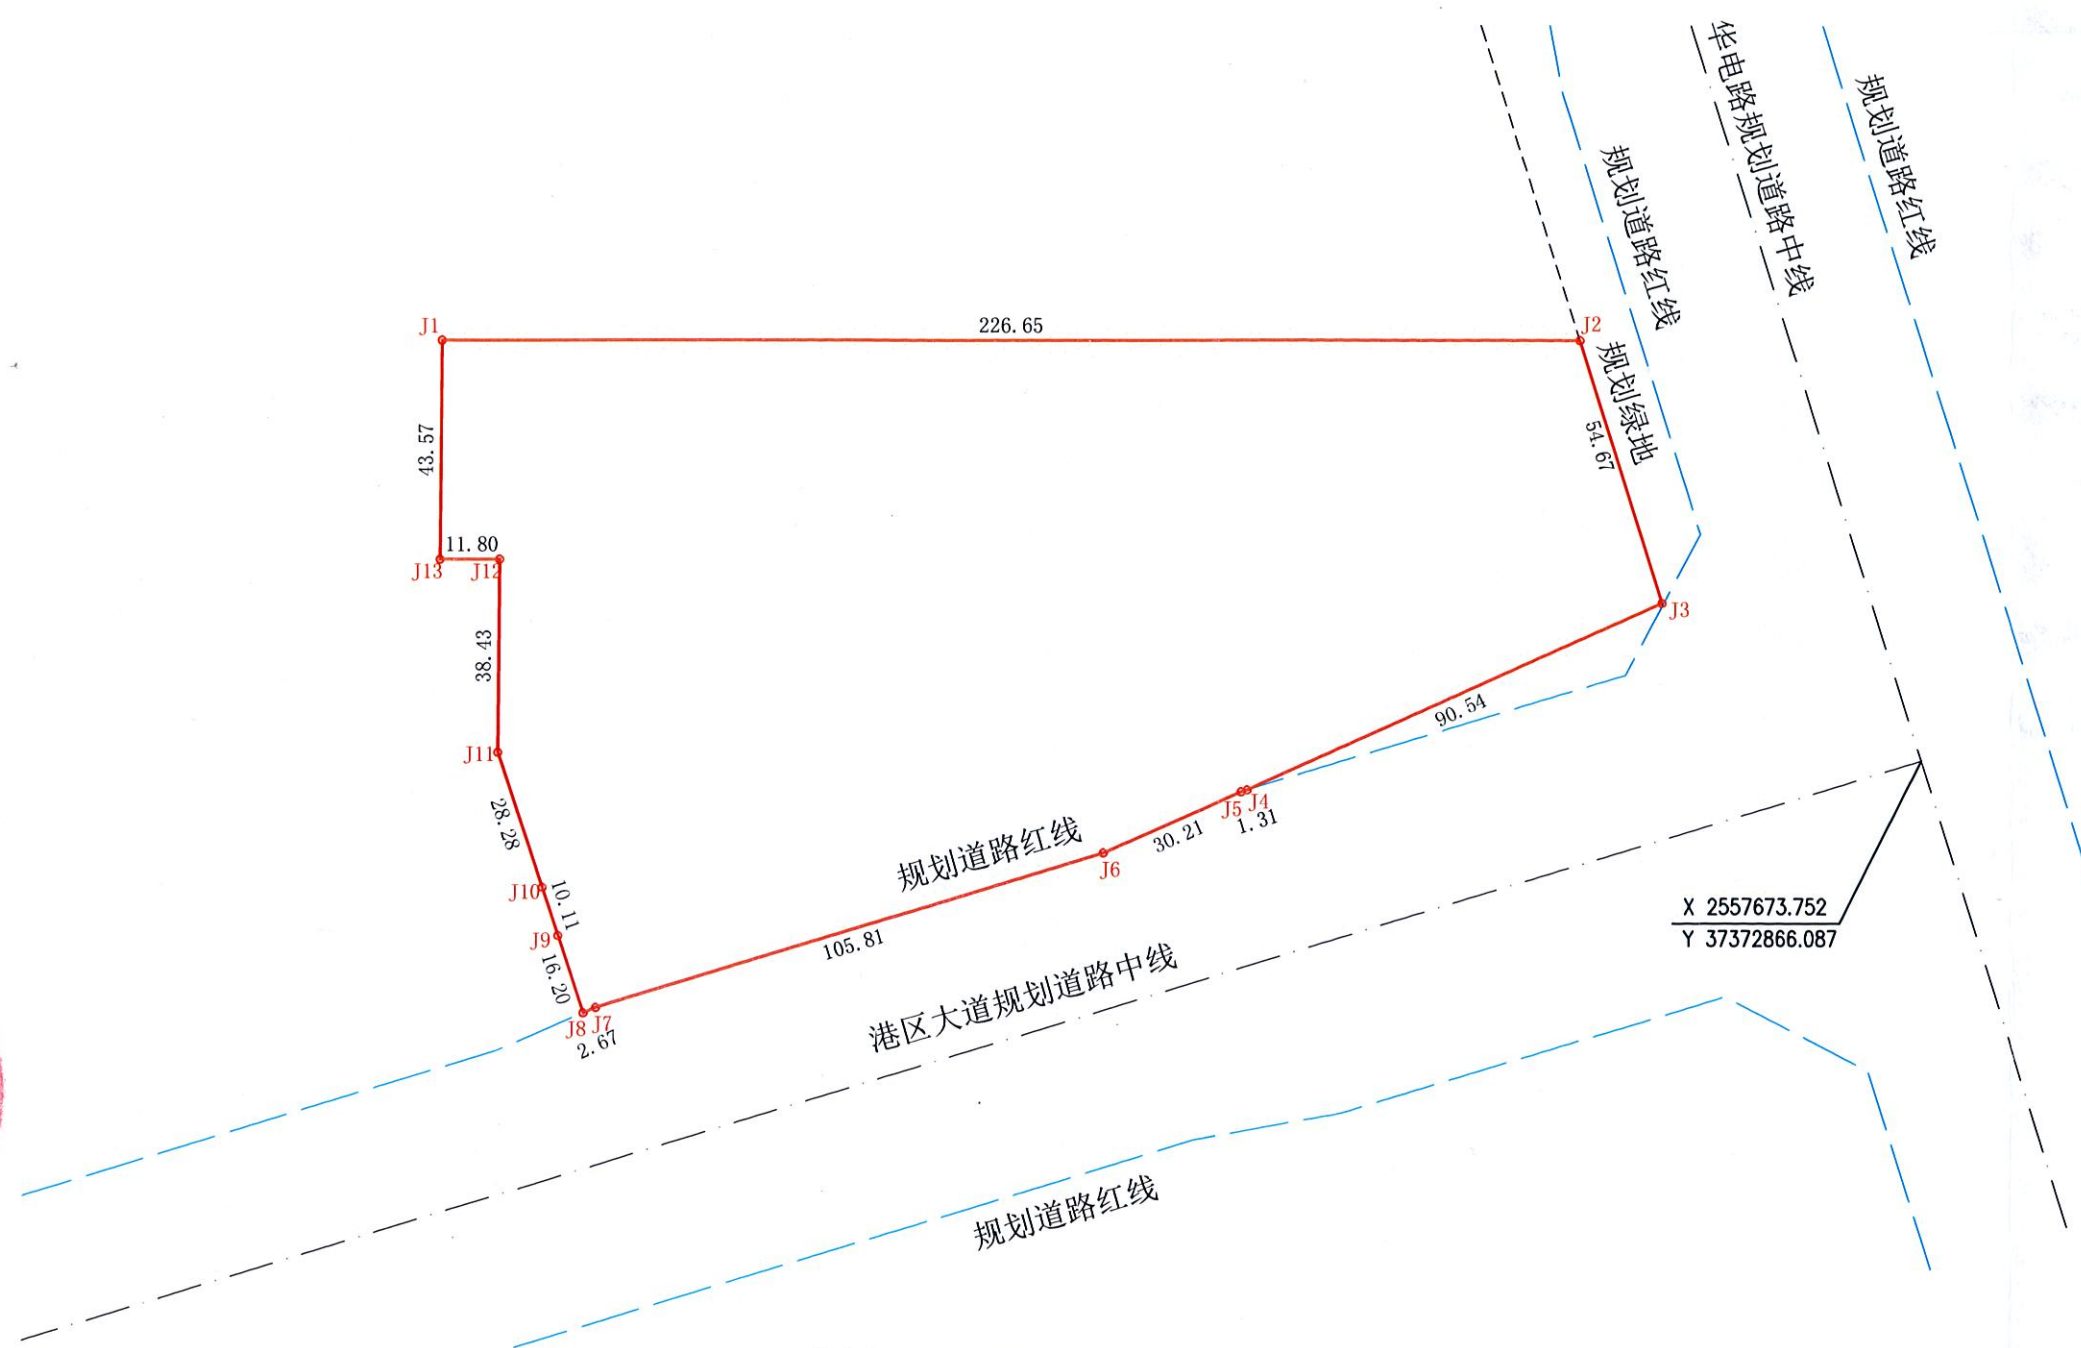 华电路规划道路中线
规划道路红线
规划道路红线
J1
226.65
J2
规划绿地
54.67
43.57
11.80
J13
J12
J3
38.43
90.54
J11
28.28
J5
J4
1.31
30.21
规划道路红线
J6
J10
10.11
J9
105.81
16.20
X 2557673.752
Y 37372866.087
港区大道规划道路中线
J8
J7
2.67
规划道路红线